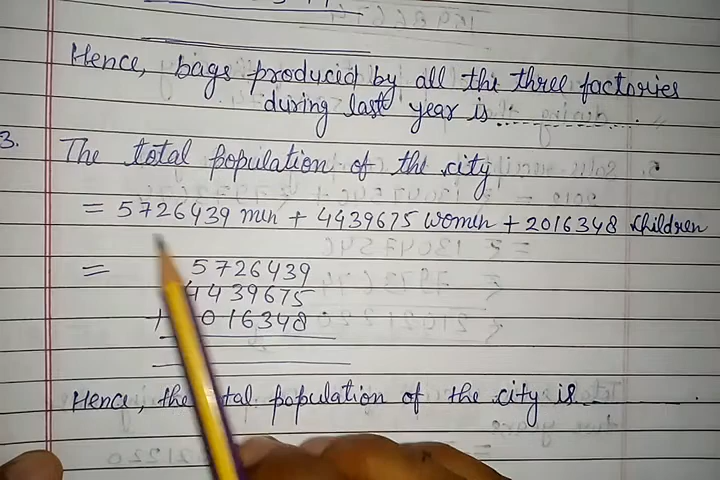 Hence, bags produced by all the three factories
during last year is ..................
3. The total population of the city
= 5726439 men + 4439675 women + 2016348 children
= 5726439
4439675
+ 016348
Hence, the total population of the city is